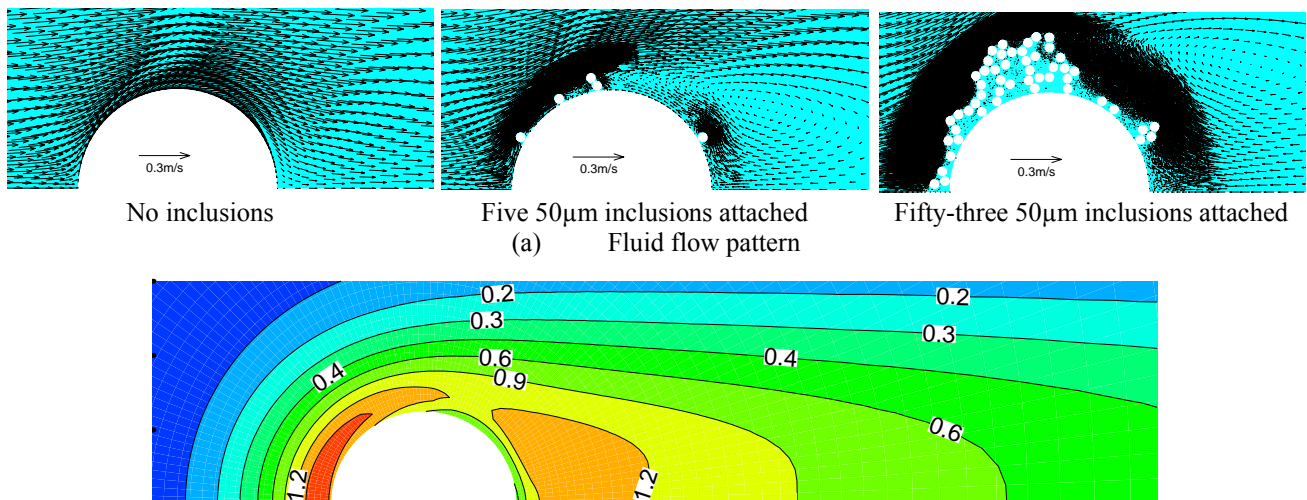 0.3m/s
0.3m/s
0.3m/s
No inclusions
Five 50µm inclusions attached
Fifty-three 50µm inclusions attached
(a) Fluid flow pattern
0.2
0.2
0.3
0.3
0.4
0.4
0.6
0.9
0.6
1.2
1.2